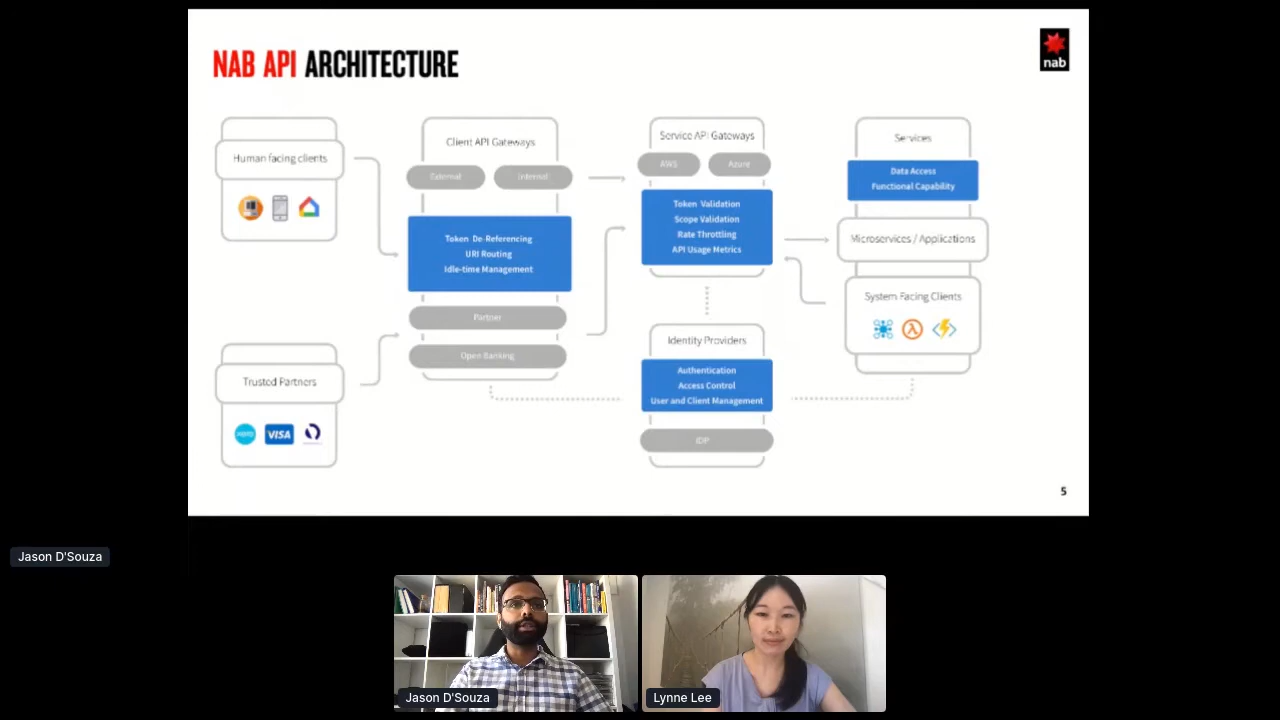 NAB API ARCHITECTURE
nab
Human facing clients
Trusted Partners
VISA
Client API Gateways
External
Internal
Token De-Referencing
URI Routing
Idle-time Management
Partner
Open Banking
Service API Gateways
AWS
Azure
Token Validation
Scope Validation
Rate Throttling
API Usage Metrics
Identity Providers
Authentication
Access Control
User and Client Management
IDP
Services
Data Access
Functional Capability
Microservices / Applications
System Facing Clients
5
Jason D'Souza
Jason D'Souza
Lynne Lee